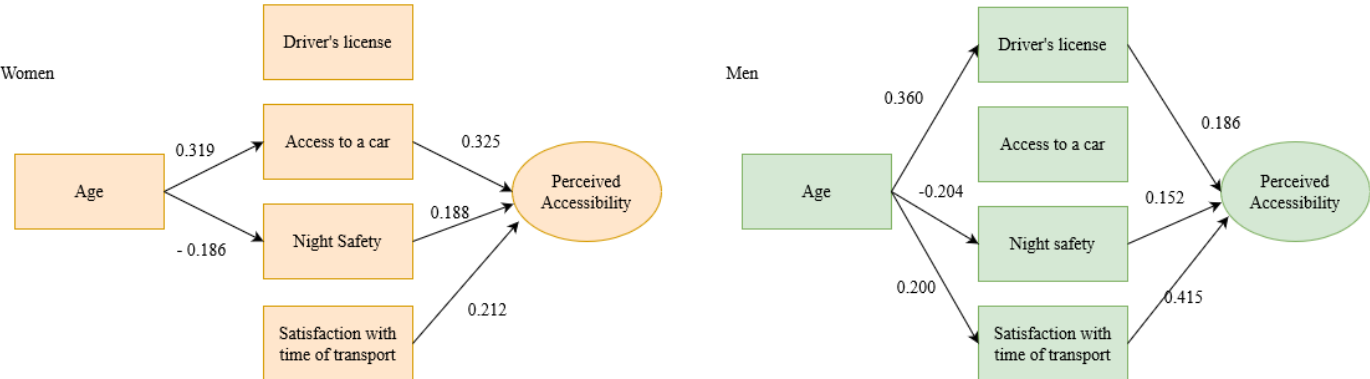 Women
Driver's license
Access to a car
Age
Night Safety
Satisfaction with
time of transport
Perceived
Accessibility
0.319
- 0.186
0.325
0.188
0.212
Men
Driver's license
Access to a car
Age
Night safety
Satisfaction with
time of transport
Perceived
Accessibility
0.360
-0.204
0.200
0.186
0.152
0.415